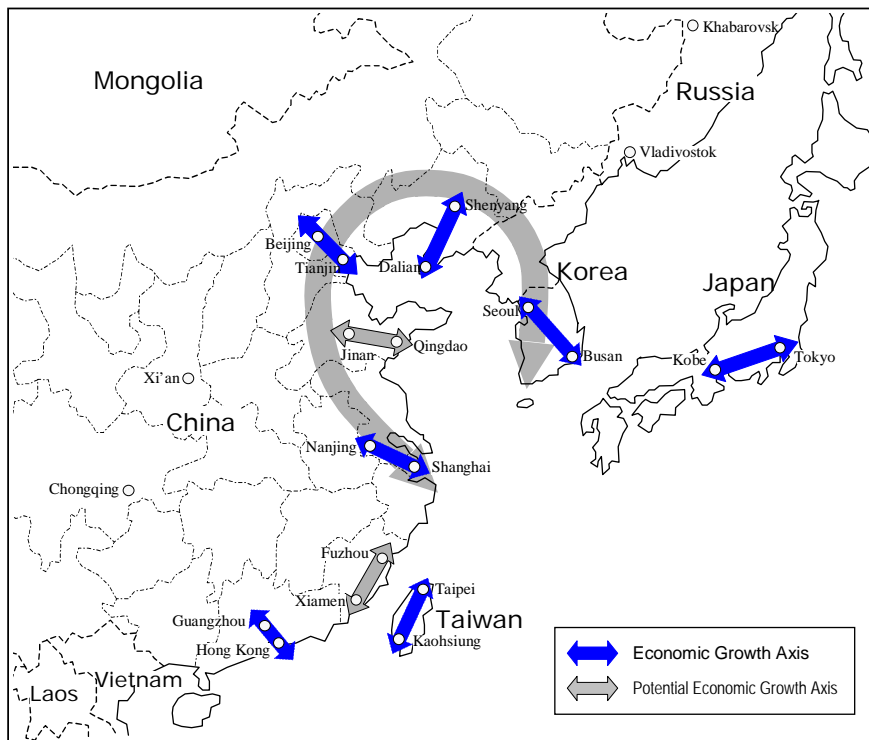 Khabarovsk
Mongolia
Russia
Vladivostok
Shenyang
Beijing
Tianjin
Dalian
Korea
Japan
Seoul
Jinan
Qingdao
Busan
Kobe
Tokyo
Xi'an
China
Nanjing
Shanghai
Chongqing
Fuzhou
Taipei
Xiamen
Taiwan
Guangzhou
Hong Kong
Kaohsiung
Vietnam
Laos
Economic Growth Axis
Potential Economic Growth Axis